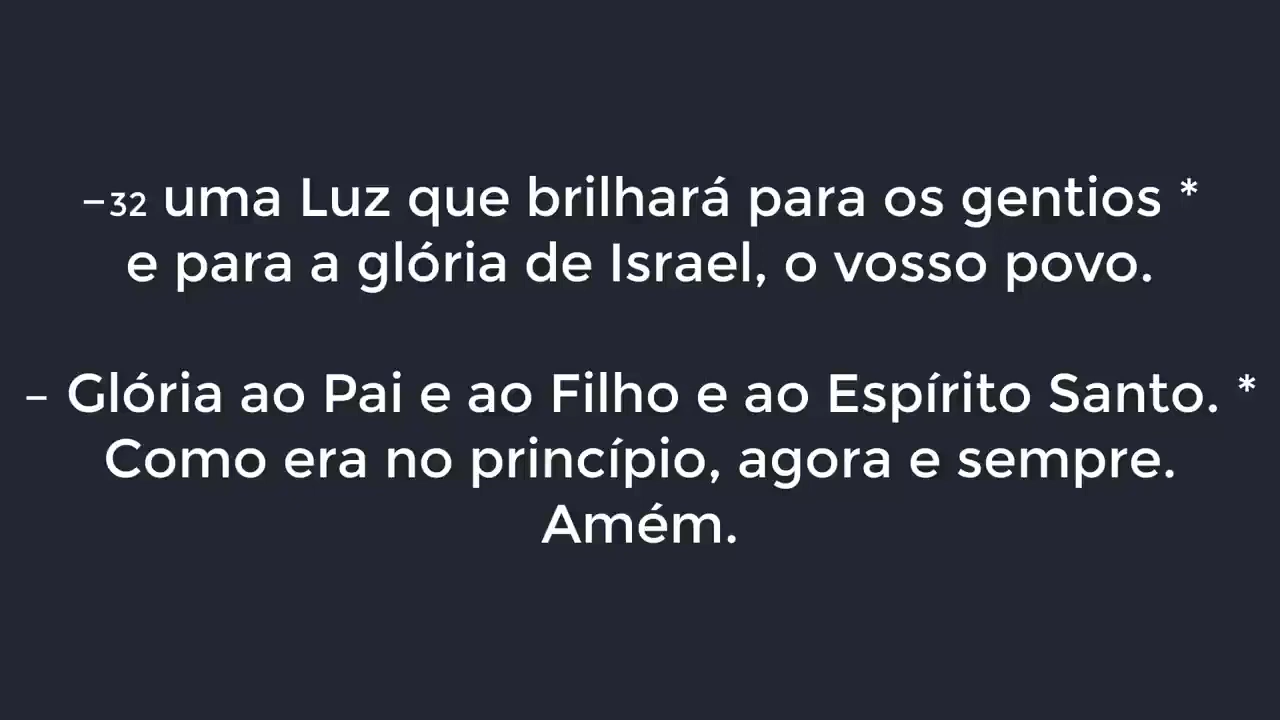 –32 uma Luz que brilhará para os gentios *
e para a glória de Israel, o vosso povo.
– Glória ao Pai e ao Filho e ao Espírito Santo. *
Como era no princípio, agora e sempre.
Amém.